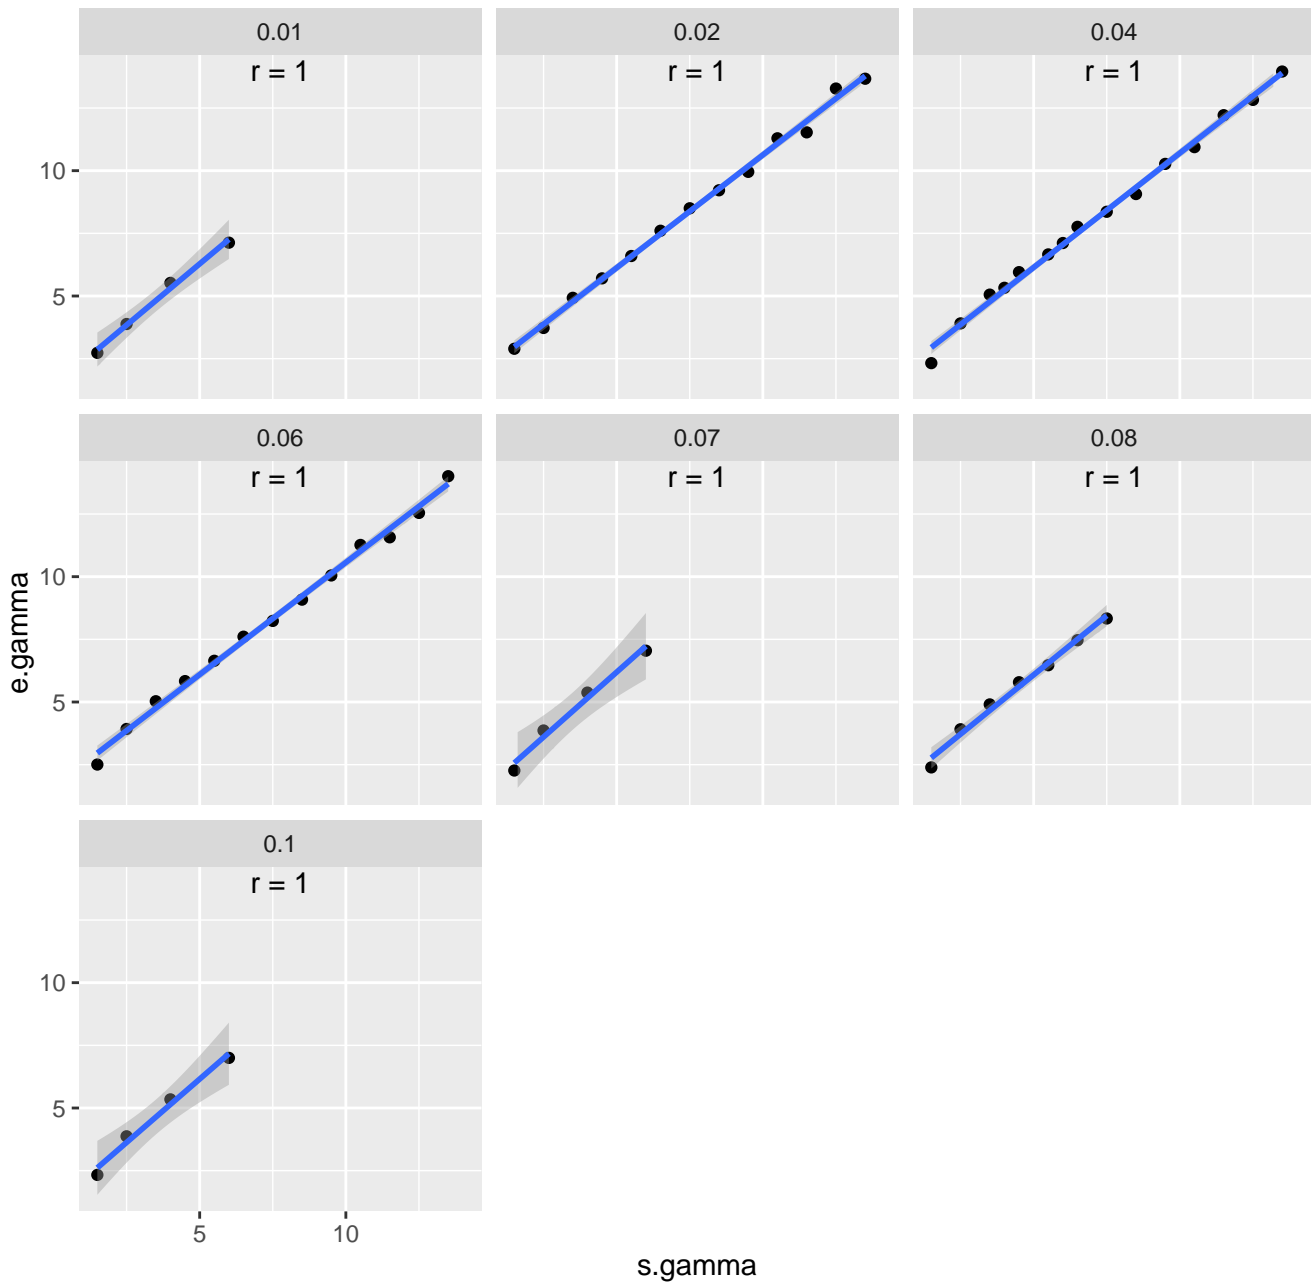 0.01
0.02
0.04
r = 1
r = 1
r = 1
10
5
0.06
0.07
0.08
r = 1
r = 1
r = 1
10
5
e.gamma
0.1
r = 1
10
5
5
10
s.gamma